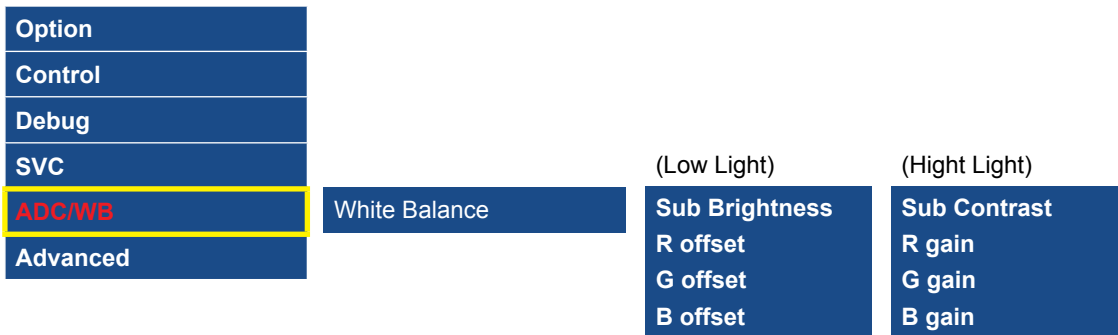 Option
Control
Debug
SVC
ADC/WB
Advanced
White Balance
(Low Light)
Sub Brightness
R offset
G offset
B offset
(Hight Light)
Sub Contrast
R gain
G gain
B gain